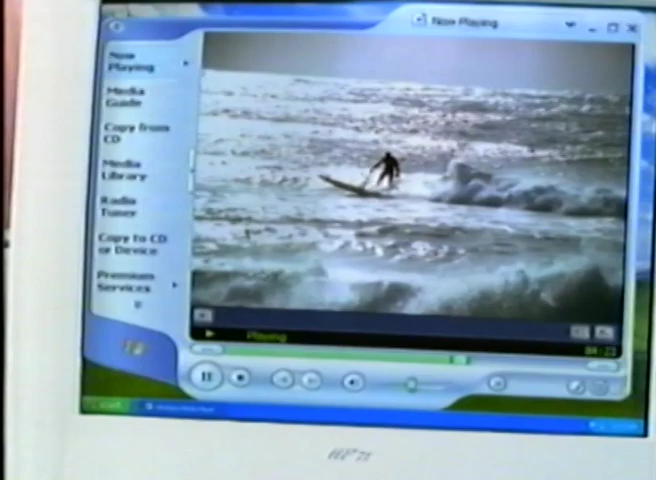 Now Playing
Now
Playing
Media
Guide
Copy from
CD
Media
Library
Radio
Tuner
Copy to CD
or Device
Premium
Services
Playing